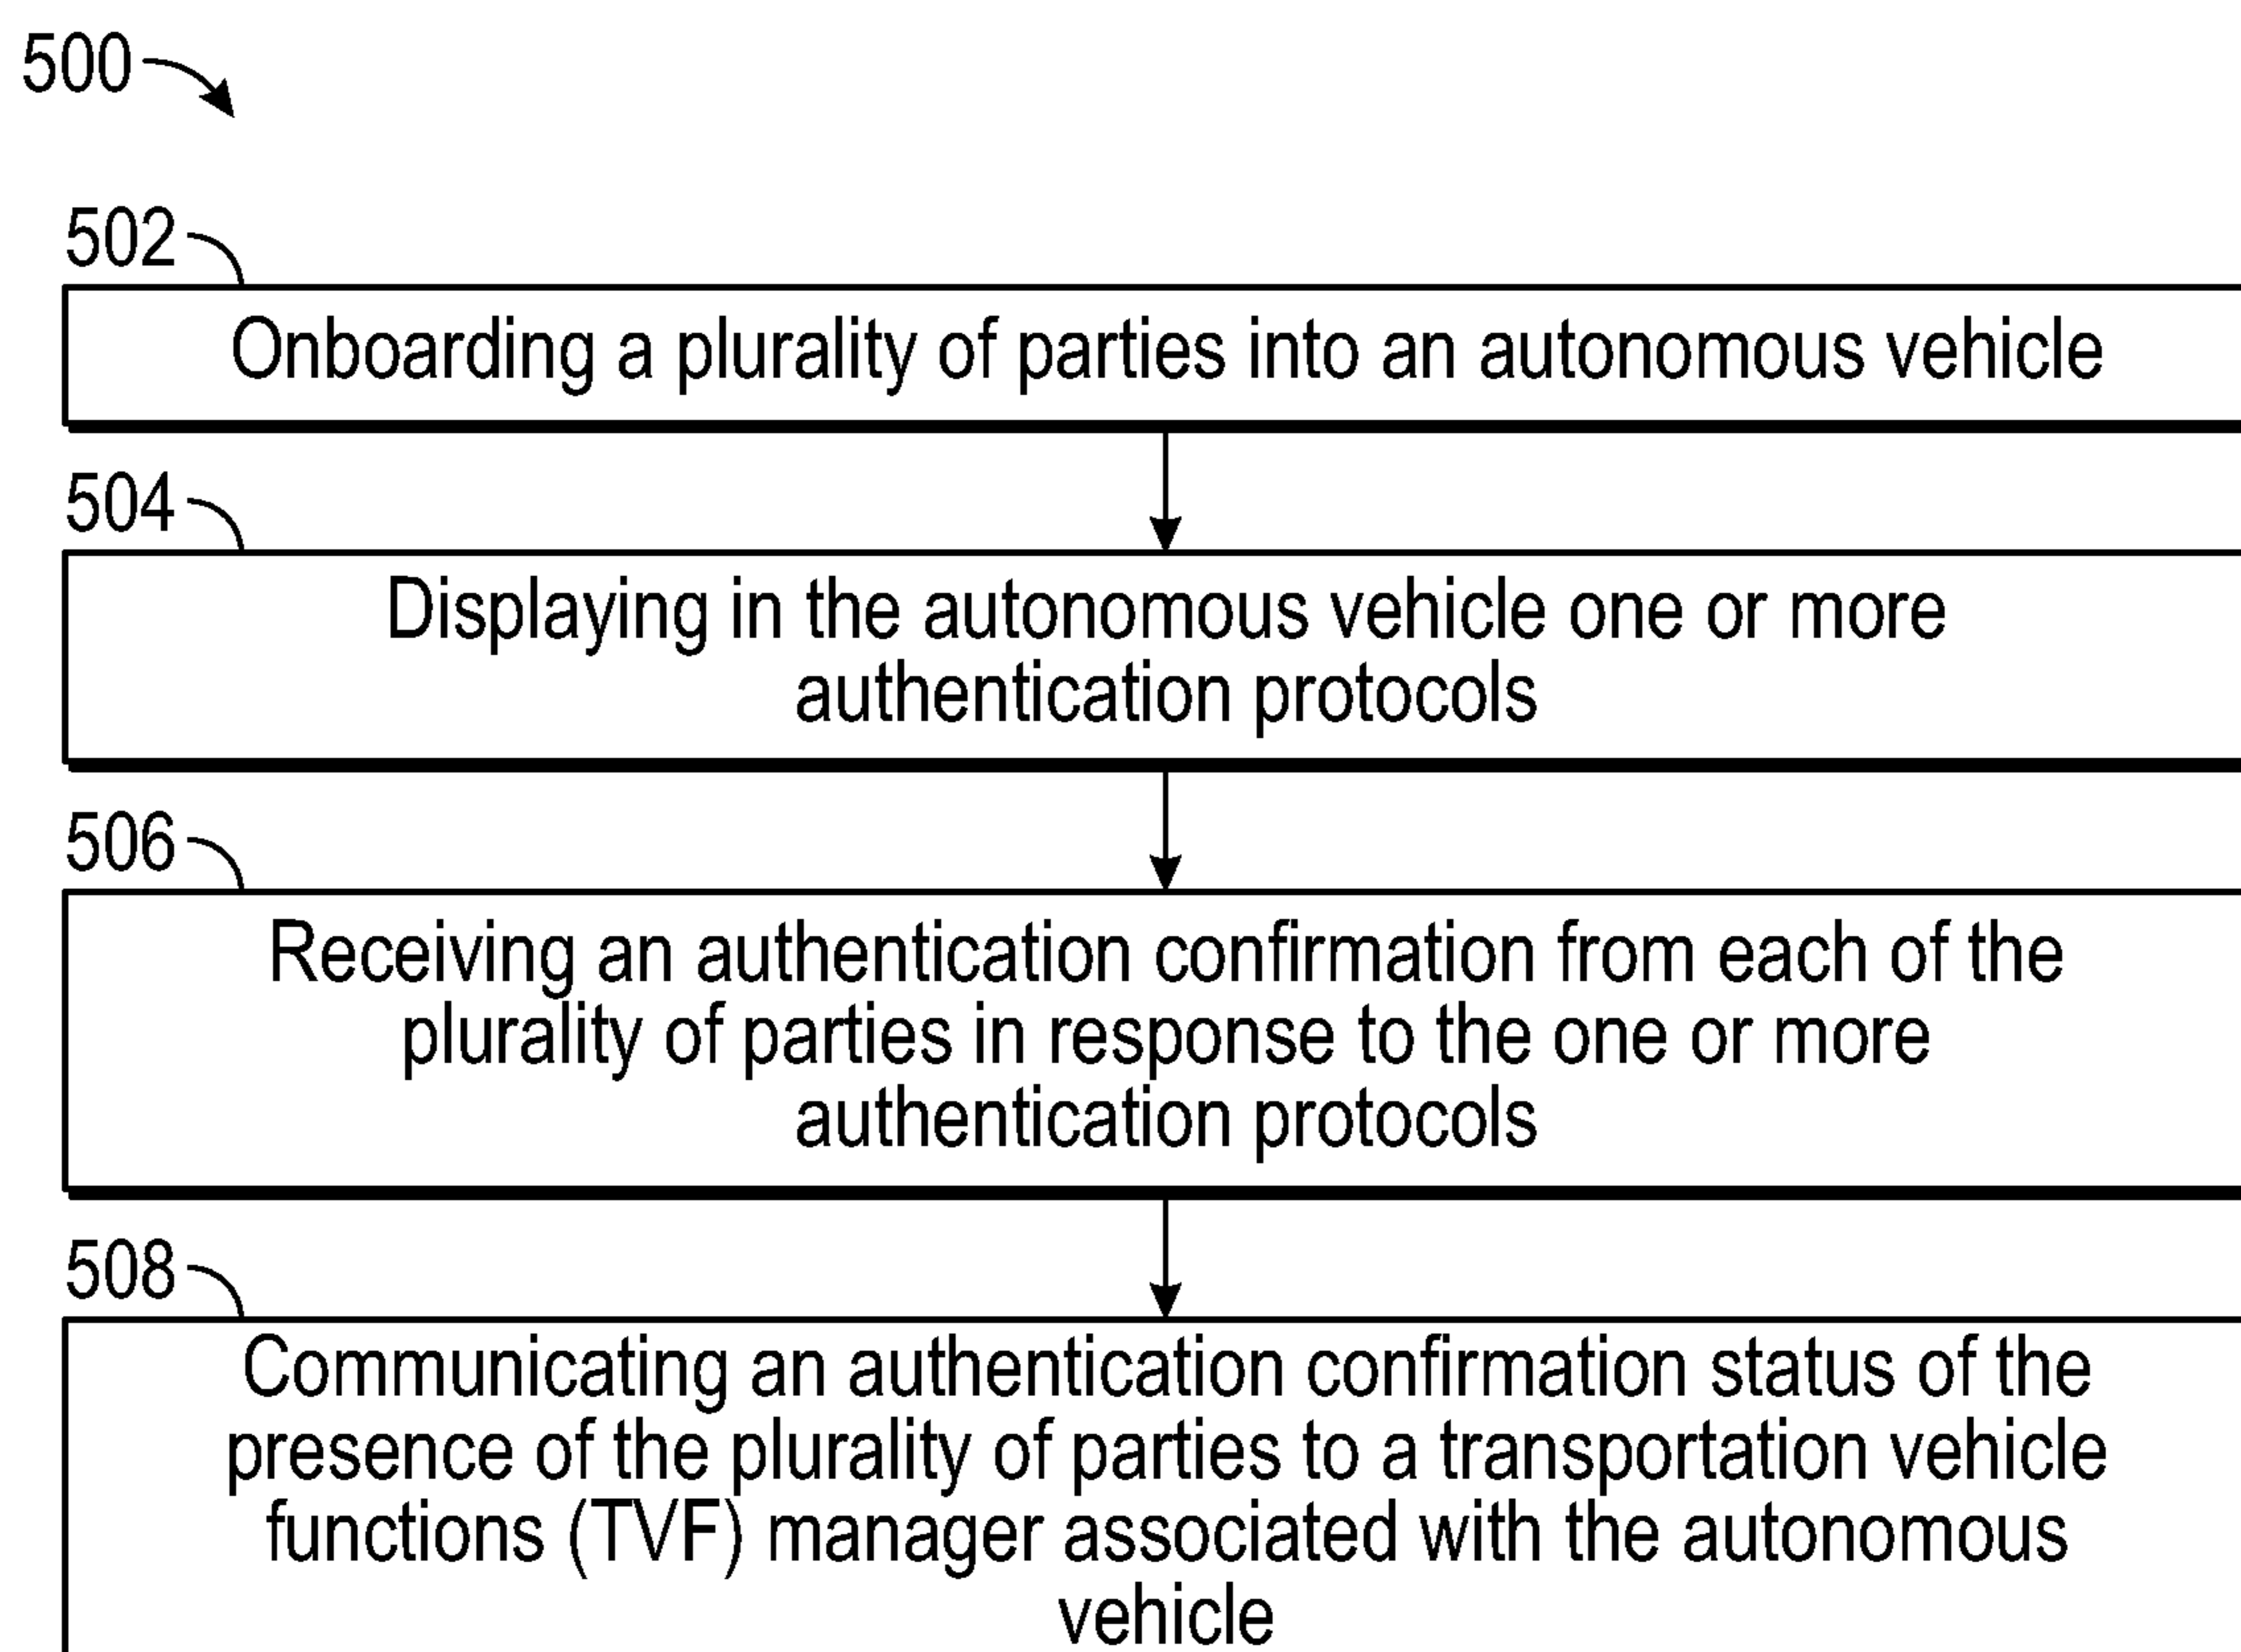 500
502
Onboarding a plurality of parties into an autonomous vehicle
504
Displaying in the autonomous vehicle one or more
authentication protocols
506
Receiving an authentication confirmation from each of the
plurality of parties in response to the one or more
authentication protocols
508
Communicating an authentication confirmation status of the
presence of the plurality of parties to a transportation vehicle
functions (TVF) manager associated with the autonomous
vehicle